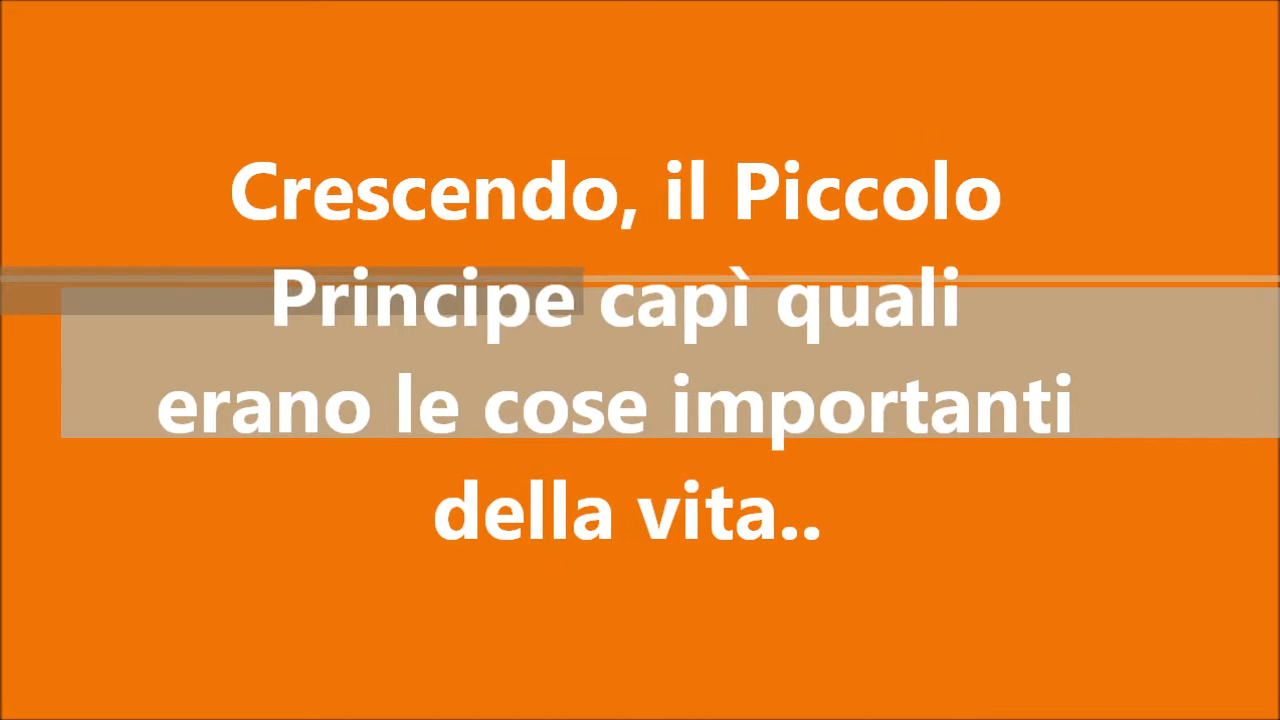 Crescendo, il Piccolo
Principe capì quali
erano le cose importanti
della vita..